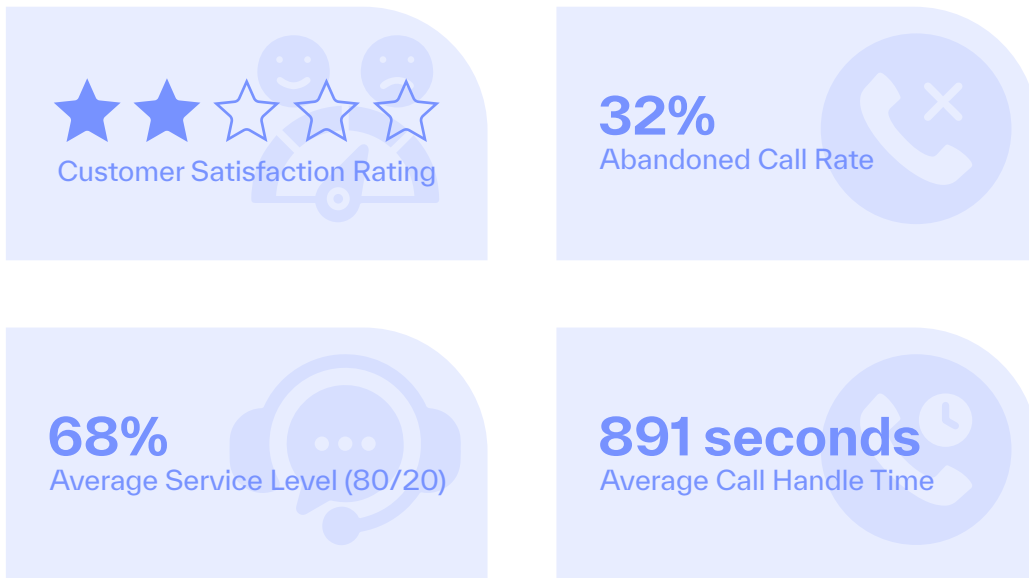 Customer Satisfaction Rating
32%
Abandoned Call Rate
68%
Average Service Level (80/20)
891 seconds
Average Call Handle Time